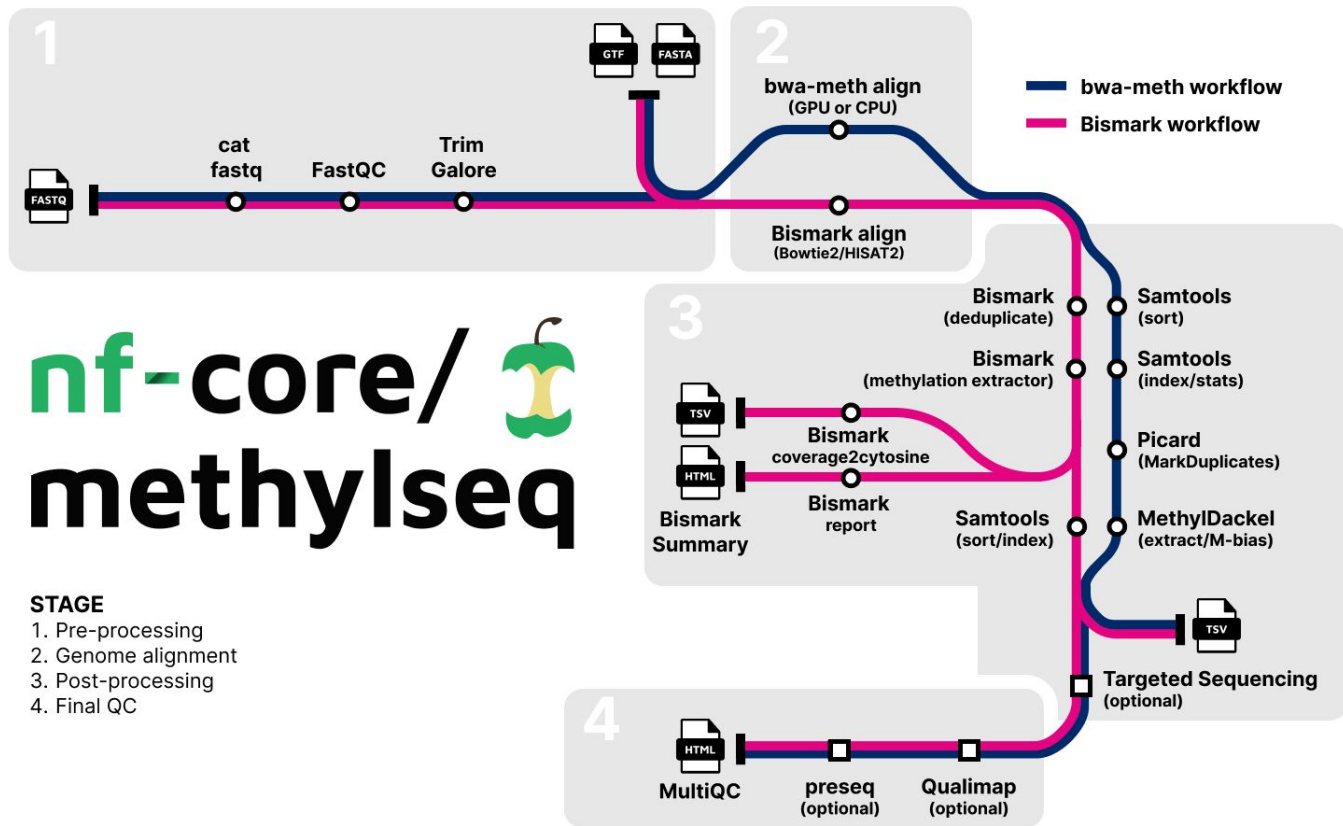 1
GTF
FASTA
2
bwa-meth align
(GPU or CPU)
bwa-meth workflow
Bismark workflow
cat
fastq
FastQC
Trim
Galore
FASTQ
Bismark align
(Bowtie2/HISAT2)
3
Bismark
(deduplicate)
Samtools
(sort)
Bismark
(methylation extractor)
Samtools
(index/stats)
TSV
Bismark
coverage2cytosine
Picard
(MarkDuplicates)
HTML
Bismark
Summary
Bismark
report
Samtools
(sort/index)
MethylDackel
(extract/M-bias)
TSV
Targeted Sequencing
(optional)
nf-core/
methylseq
STAGE
1. Pre-processing
2. Genome alignment
3. Post-processing
4. Final QC
4
HTML
MultiQC
preseq
(optional)
Qualimap
(optional)